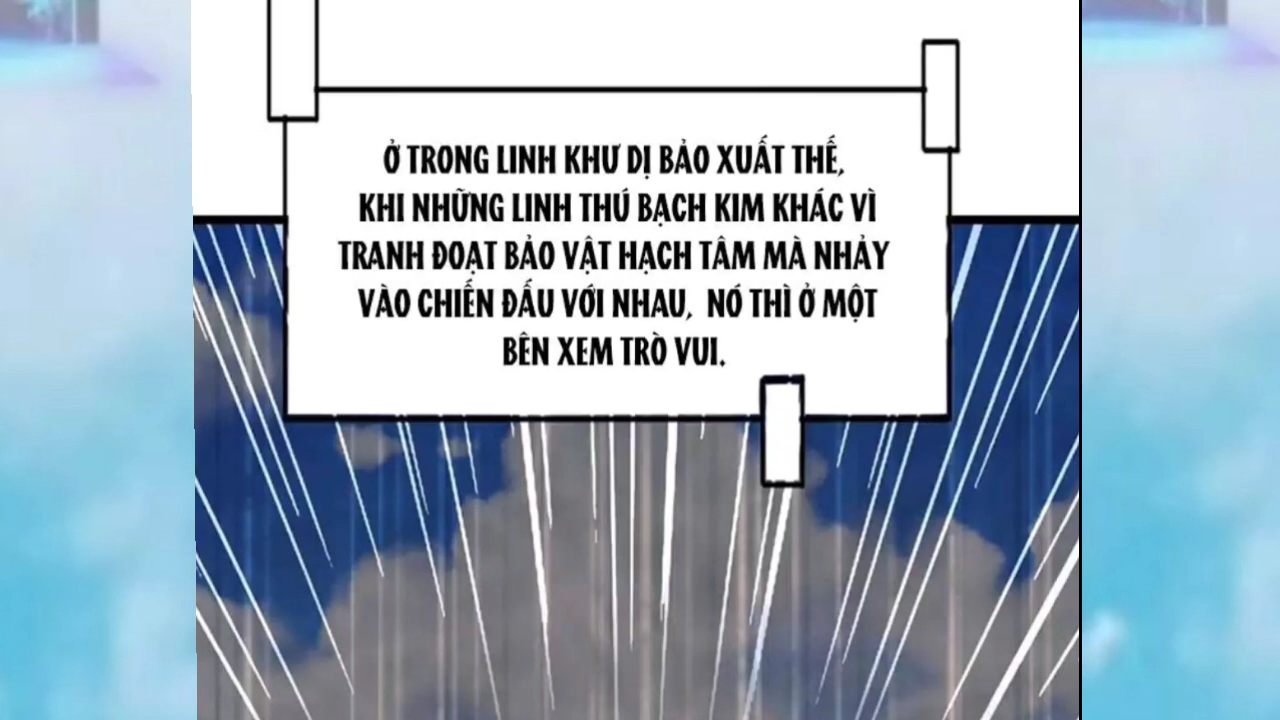 Ở TRONG LINH KHƯ DỊ BẢO XUẤT THẾ,
KHI NHỮNG LINH THÚ BẠCH KIM KHÁC VÌ
TRANH ĐOẠT BẢO VẬT HẠCH TÂM MÀ NHẢY
VÀO CHIẾN ĐẤU VỚI NHAU, NÓ THÌ Ở MỘT
BÊN XEM TRÒ VUI.